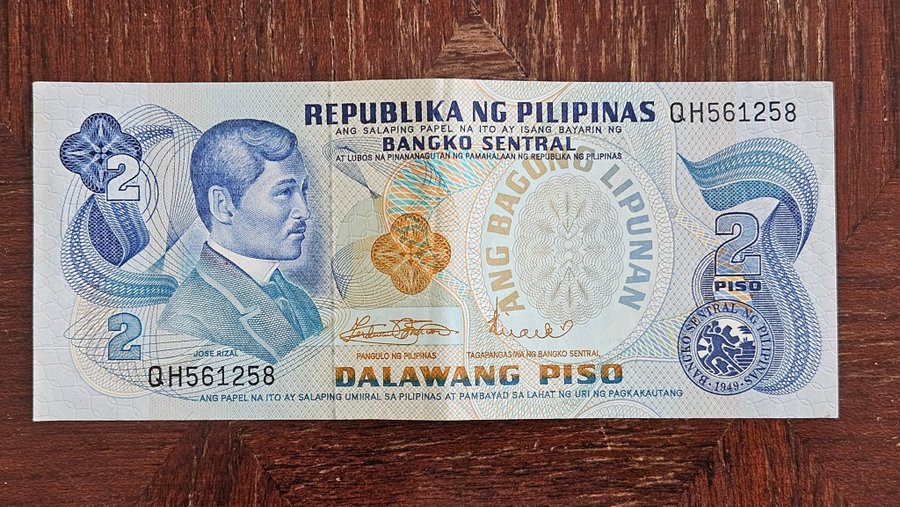 REPUBLIKA NG PILIPINAS
QH561258
ANG SALAPING PAPEL NA ITO AY ISANG BAYARIN NG
BANGKO SENTRAL
AT LUBOS NA PINANANAGUTAN NG PAMAHALAAN NG REPUBLIKA NG PILIPINAS
2
ANG BAGONG LIPUNAN
2
PISO
2
JOSE RIZAL
PANGULO NG PILIPINAS
TAGAPANGASIWA NG BANGKO SENTRAL
BANGKO SENTRAL NG PILIPINAS
1949
QH561258
DALAWANG PISO
ANG PAPEL NA ITO AY SALAPING UMIIRAL SA PILIPINAS AT PAMBAYAD SA LAHAT NG URI NG PAGKAKAUTANG